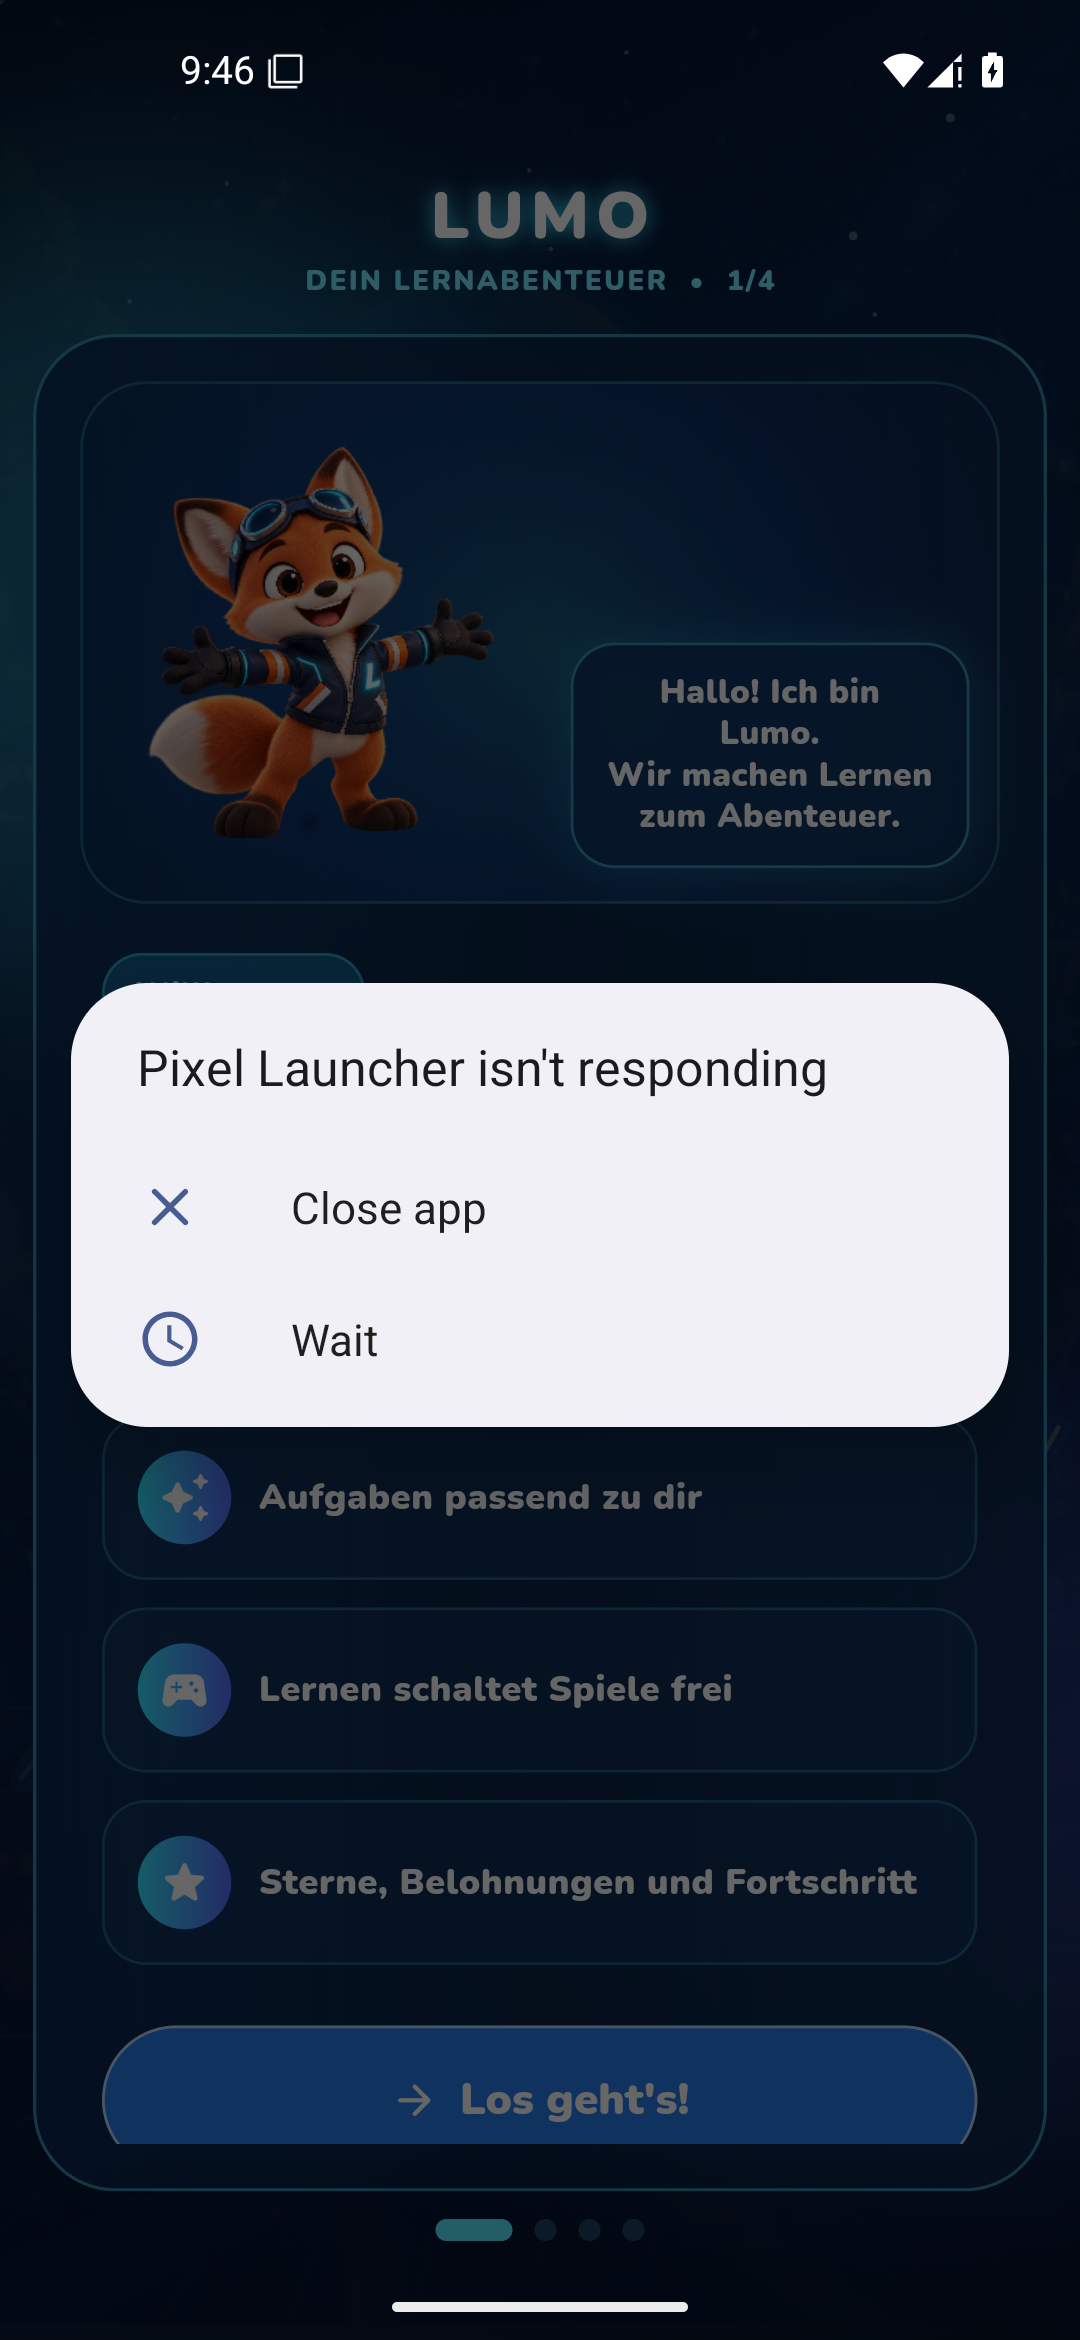 9:46
LUMO
DEIN LERNABENTEUER • 1/4
L
Hallo! Ich bin
Lumo.
Wir machen Lernen
zum Abenteuer.
Pixel Launcher isn't responding
Close app
Wait
Aufgaben passend zu dir
Lernen schaltet Spiele frei
Sterne, Belohnungen und Fortschritt
Los geht's!